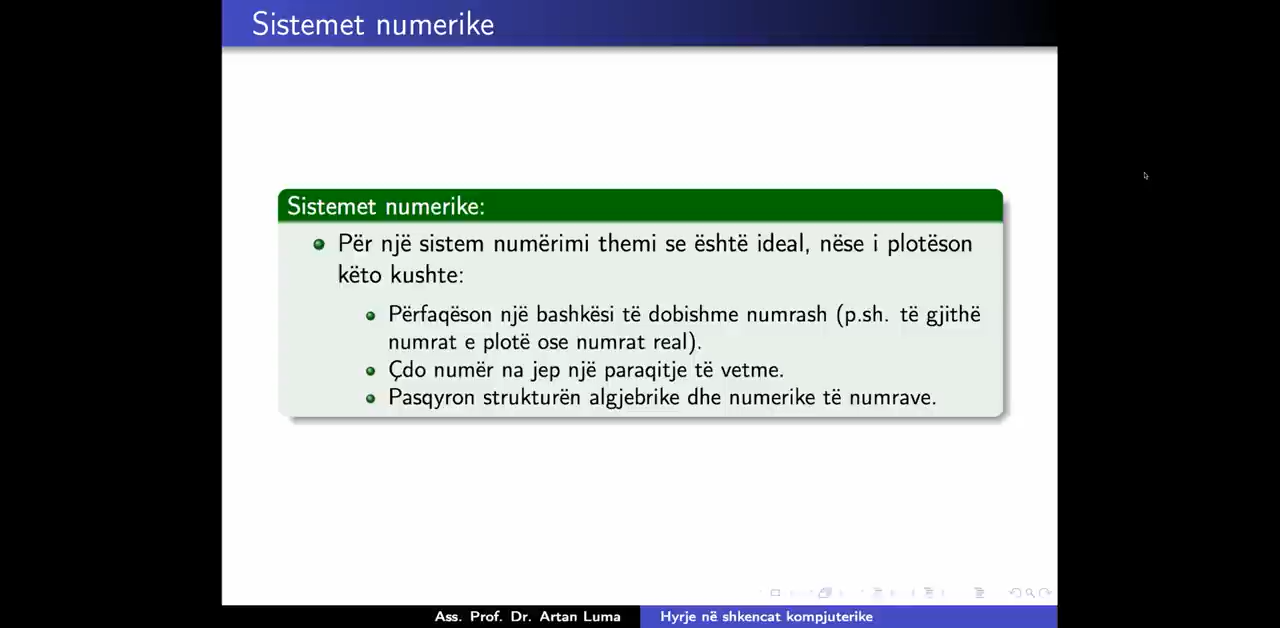 Sistemet numerike
Sistemet numerike:
Për një sistem numërimi themi se është ideal, nëse i plotëson
këto kushte:
Përfaqëson një bashkësi të dobishme numrash (p.sh. të gjithë
numrat e plotë ose numrat real).
Çdo numër na jep një paraqitje të vetme.
Pasqyron strukturën algjebrike dhe numerike të numrave.
Ass. Prof. Dr. Artan Luma
Hyrje në shkencat kompjuterike